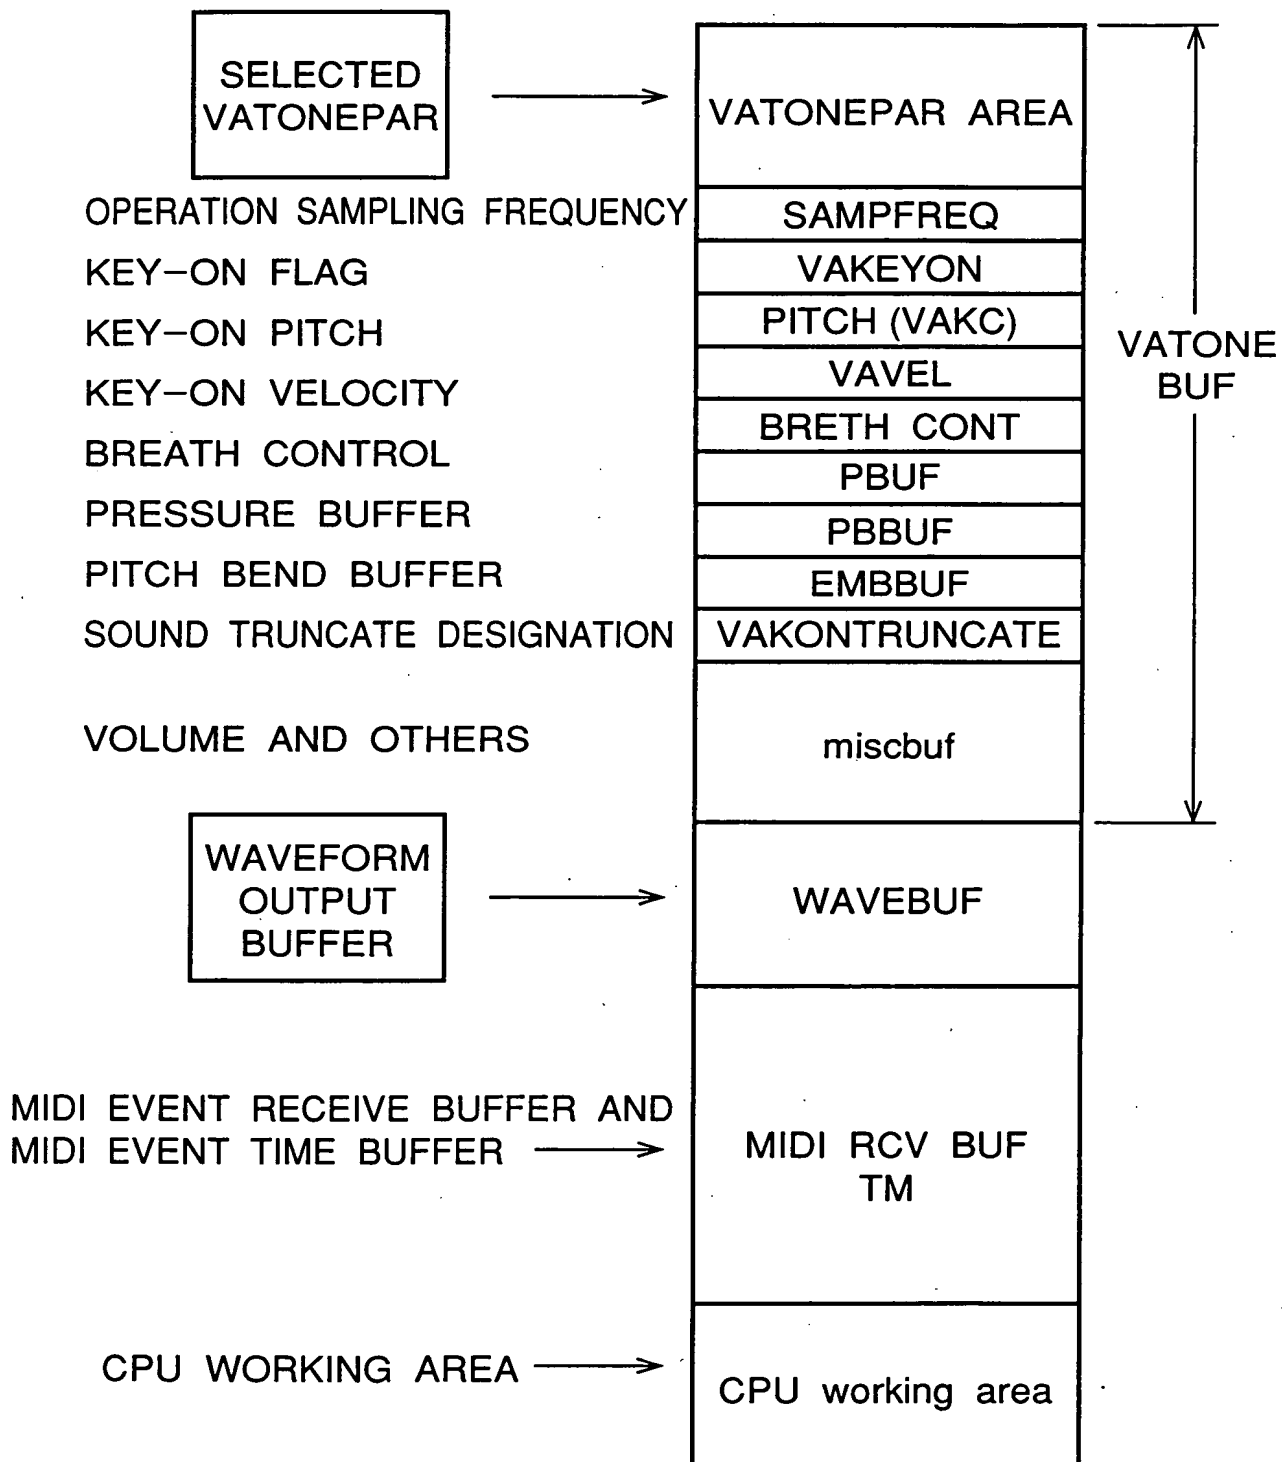 SELECTED
VATONEPAR
VATONEPAR AREA
OPERATION SAMPLING FREQUENCY
SAMPFREQ
KEY-ON FLAG
VAKEYON
KEY-ON PITCH
PITCH (VAKC)
KEY-ON VELOCITY
VAVEL
BREATH CONTROL
BRETH CONT
PRESSURE BUFFER
PBUF
PITCH BEND BUFFER
PBBUF
EMBBUF
SOUND TRUNCATE DESIGNATION
VAKONTRUNCATE
VOLUME AND OTHERS
miscbuf
VATONE
BUF
WAVEFORM
OUTPUT
BUFFER
WAVEBUF
MIDI EVENT RECEIVE BUFFER AND
MIDI EVENT TIME BUFFER
MIDI RCV BUF
TM
CPU WORKING AREA
CPU working area